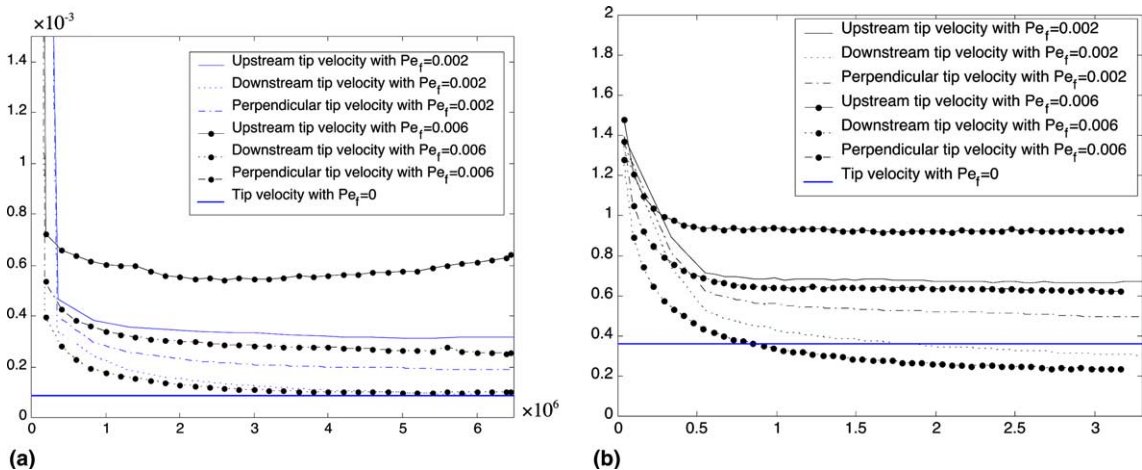 ×10⁻³
1.4
1.2
1
0.8
0.6
0.4
0.2
0
0 1 2 3 4 5 6
×10⁶
Upstream tip velocity with Pe_f=0.002
Downstream tip velocity with Pe_f=0.002
Perpendicular tip velocity with Pe_f=0.002
Upstream tip velocity with Pe_f=0.006
Downstream tip velocity with Pe_f=0.006
Perpendicular tip velocity with Pe_f=0.006
Tip velocity with Pe_f=0
(a)
2
1.8
1.6
1.4
1.2
1
0.8
0.6
0.4
0.2
0
0 0.5 1 1.5 2 2.5 3
Upstream tip velocity with Pe_f=0.002
Downstream tip velocity with Pe_f=0.002
Perpendicular tip velocity with Pe_f=0.002
Upstream tip velocity with Pe_f=0.006
Downstream tip velocity with Pe_f=0.006
Perpendicular tip velocity with Pe_f=0.006
Tip velocity with Pe_f=0
(b)